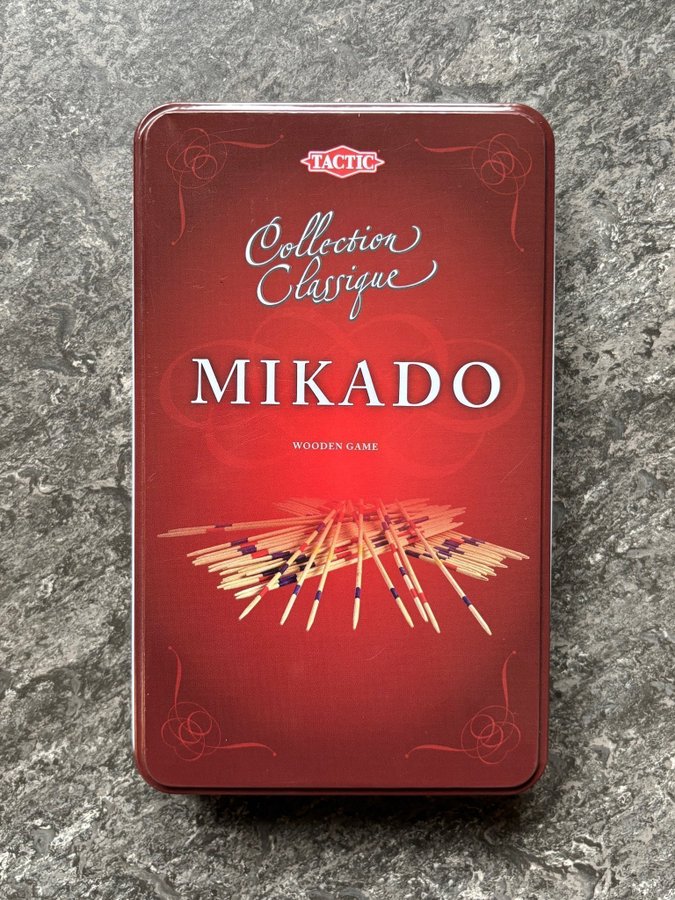 TACTIC
Collection
Classique
MIKADO
WOODEN GAME